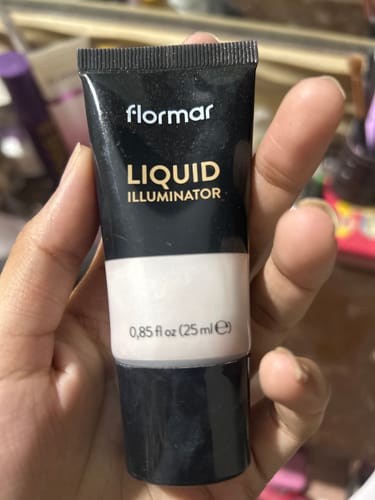 flormar
LIQUID
ILLUMINATOR
0,85 fl oz (25 ml ℮)